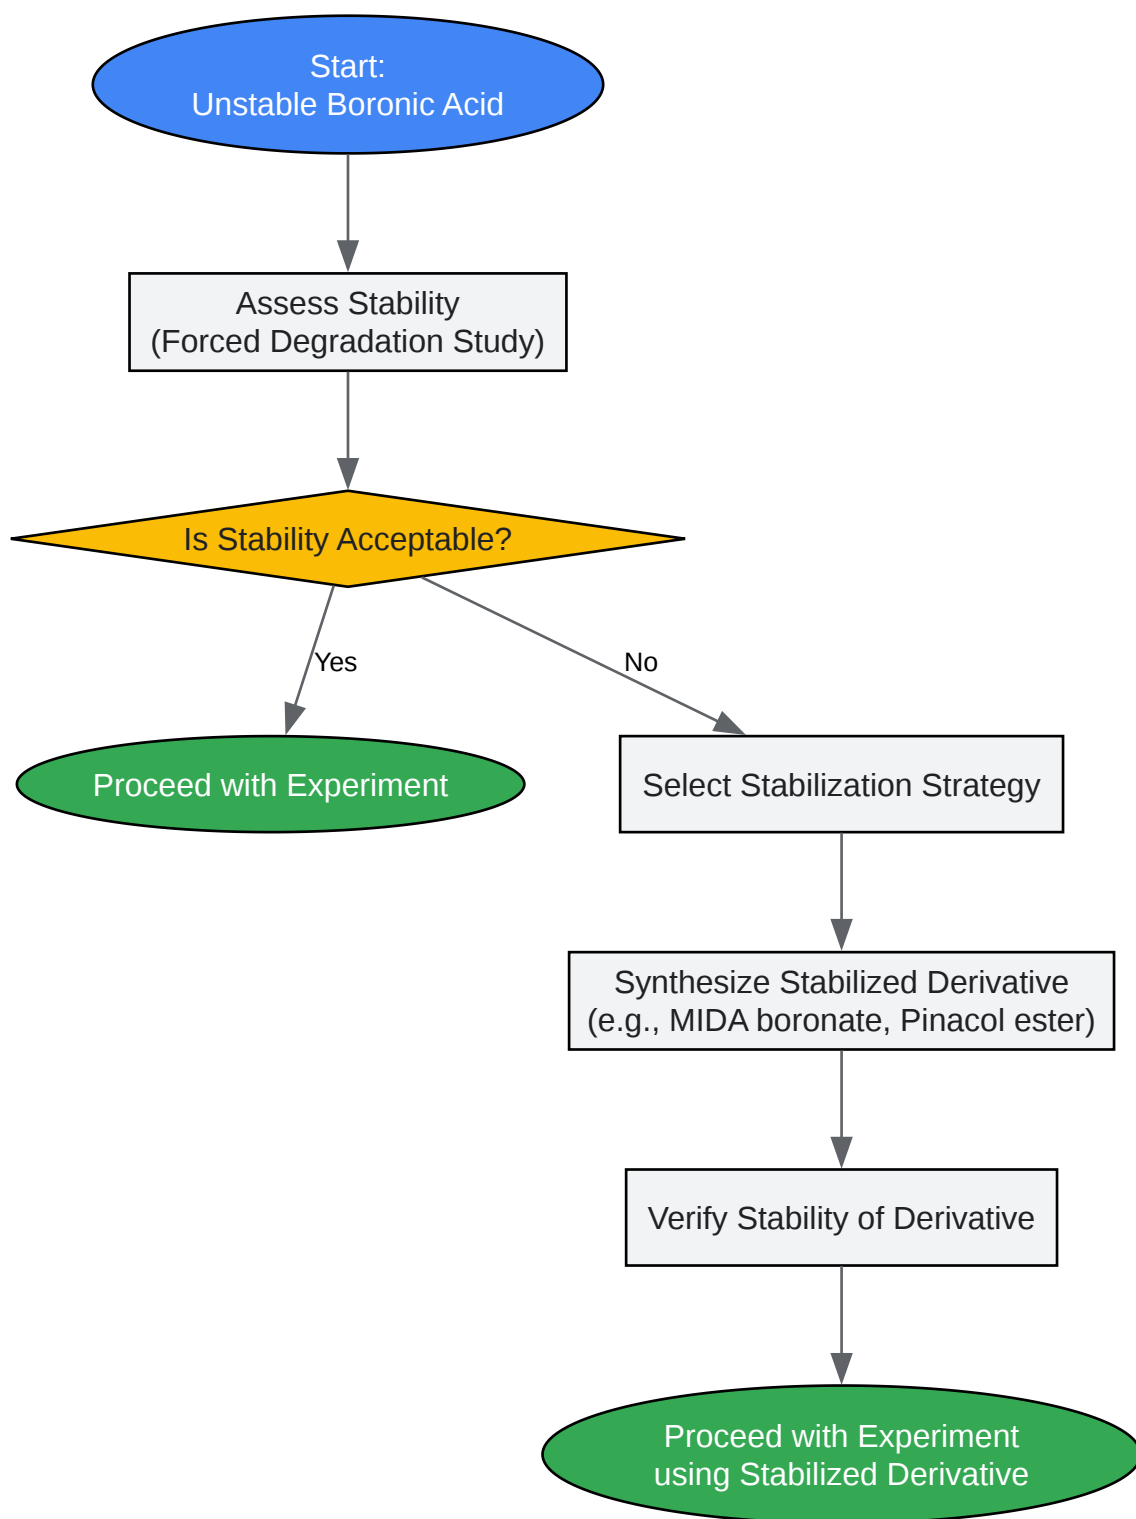 Start:
Unstable Boronic Acid
Assess Stability
(Forced Degradation Study)
Is Stability Acceptable?
Yes
No
Proceed with Experiment
Select Stabilization Strategy
Synthesize Stabilized Derivative
(e.g., MIDA boronate, Pinacol ester)
Verify Stability of Derivative
Proceed with Experiment
using Stabilized Derivative